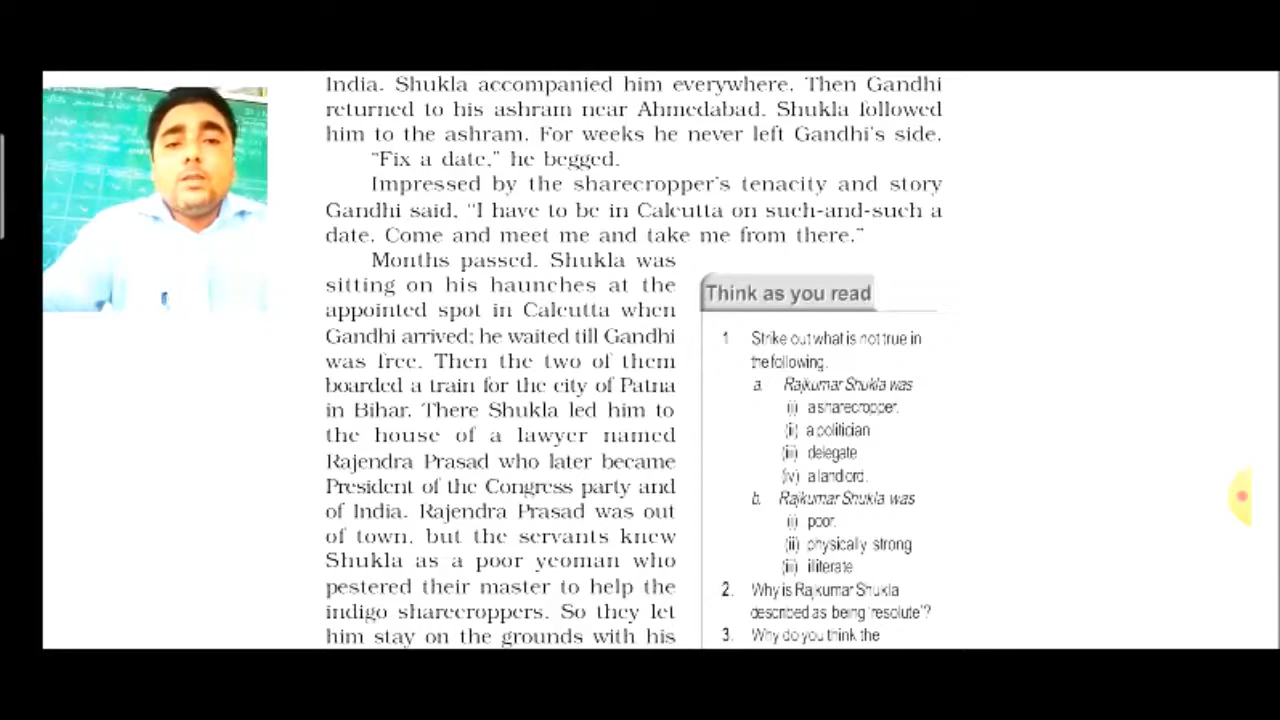 India. Shukla accompanied him everywhere. Then Gandhi
returned to his ashram near Ahmedabad. Shukla followed
him to the ashram. For weeks he never left Gandhi's side.
"Fix a date," he begged.
Impressed by the sharecropper's tenacity and story
Gandhi said, "I have to be in Calcutta on such-and-such a
date. Come and meet me and take me from there."
Months passed. Shukla was
sitting on his haunches at the
appointed spot in Calcutta when
Gandhi arrived; he waited till Gandhi
was free. Then the two of them
boarded a train for the city of Patna
in Bihar. There Shukla led him to
the house of a lawyer named
Rajendra Prasad who later became
President of the Congress party and
of India. Rajendra Prasad was out
of town, but the servants knew
Shukla as a poor yeoman who
pestered their master to help the
indigo sharecroppers. So they let
him stay on the grounds with his
Think as you read
1 Strike out what is not true in
the following.
a. Rajkumar Shukla was
(i) a sharecropper.
(ii) a politician
(iii) delegate
(iv) a landlord.
b. Rajkumar Shukla was
(i) poor.
(ii) physically strong
(iii) illiterate
2. Why is Rajkumar Shukla
described as being 'resolute'?
3. Why do you think the